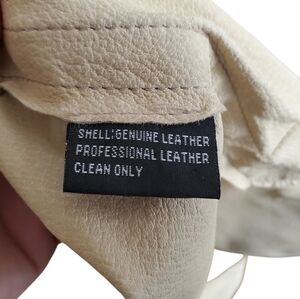 SHELL:GENUINE LEATHER
PROFESSIONAL LEATHER
CLEAN ONLY